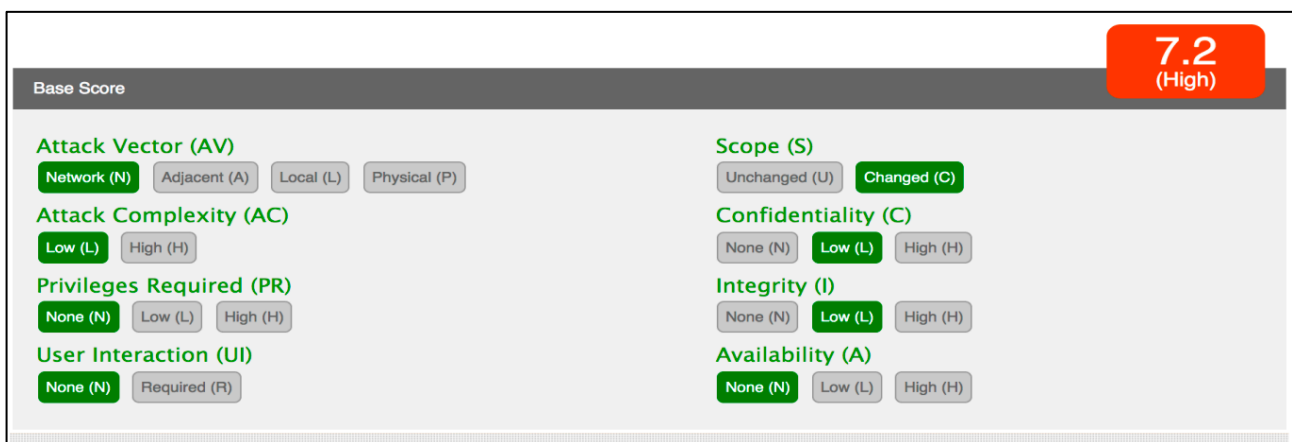 7.2
(High)
Base Score
Attack Vector (AV)
Network (N) Adjacent (A) Local (L) Physical (P)
Attack Complexity (AC)
Low (L) High (H)
Privileges Required (PR)
None (N) Low (L) High (H)
User Interaction (UI)
None (N) Required (R)
Scope (S)
Unchanged (U) Changed (C)
Confidentiality (C)
None (N) Low (L) High (H)
Integrity (I)
None (N) Low (L) High (H)
Availability (A)
None (N) Low (L) High (H)